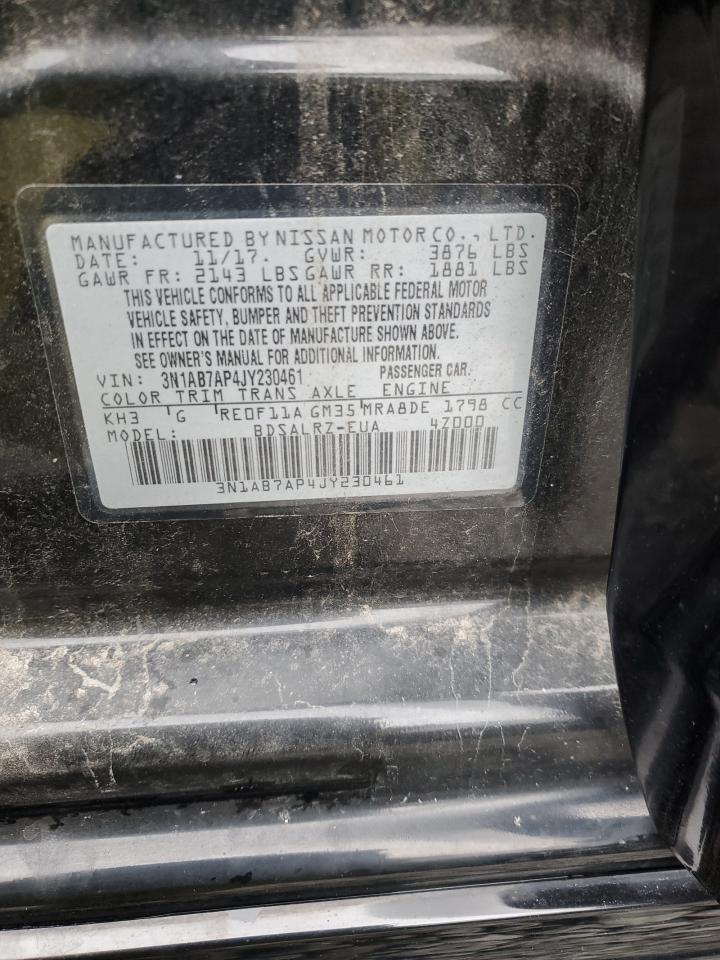 MANUFACTURED BY NISSAN MOTOR CO., LTD.
DATE: 11/17. GVWR: 3876 LBS
GAWR FR: 2143 LBS GAWR RR: 1881 LBS
THIS VEHICLE CONFORMS TO ALL APPLICABLE FEDERAL MOTOR
VEHICLE SAFETY, BUMPER AND THEFT PREVENTION STANDARDS
IN EFFECT ON THE DATE OF MANUFACTURE SHOWN ABOVE.
SEE OWNER'S MANUAL FOR ADDITIONAL INFORMATION.
VIN: 3N1AB7AP4JY230461 PASSENGER CAR.
COLOR TRIM TRANS AXLE ENGINE
KH3 G RE0F11A GM35 MRA8DE 1798 CC
MODEL: BDSALRZ-EUA 4Z000
3N1AB7AP4JY230461